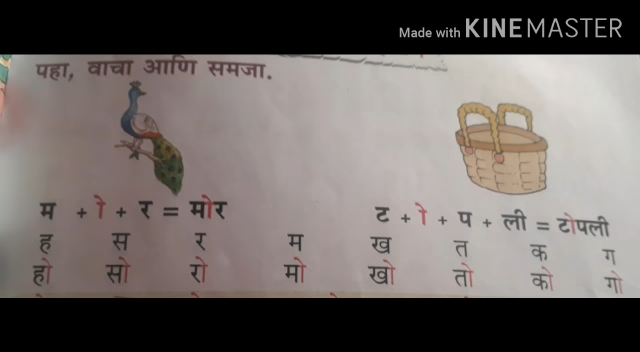 Made with KINEMASTER
पहा, वाचा आणि समजा.
म + ो + र = मोर
ट + ो + प + ली = टोपली
ह स र म ख त क ग
हो सो रो मो खो तो को गो